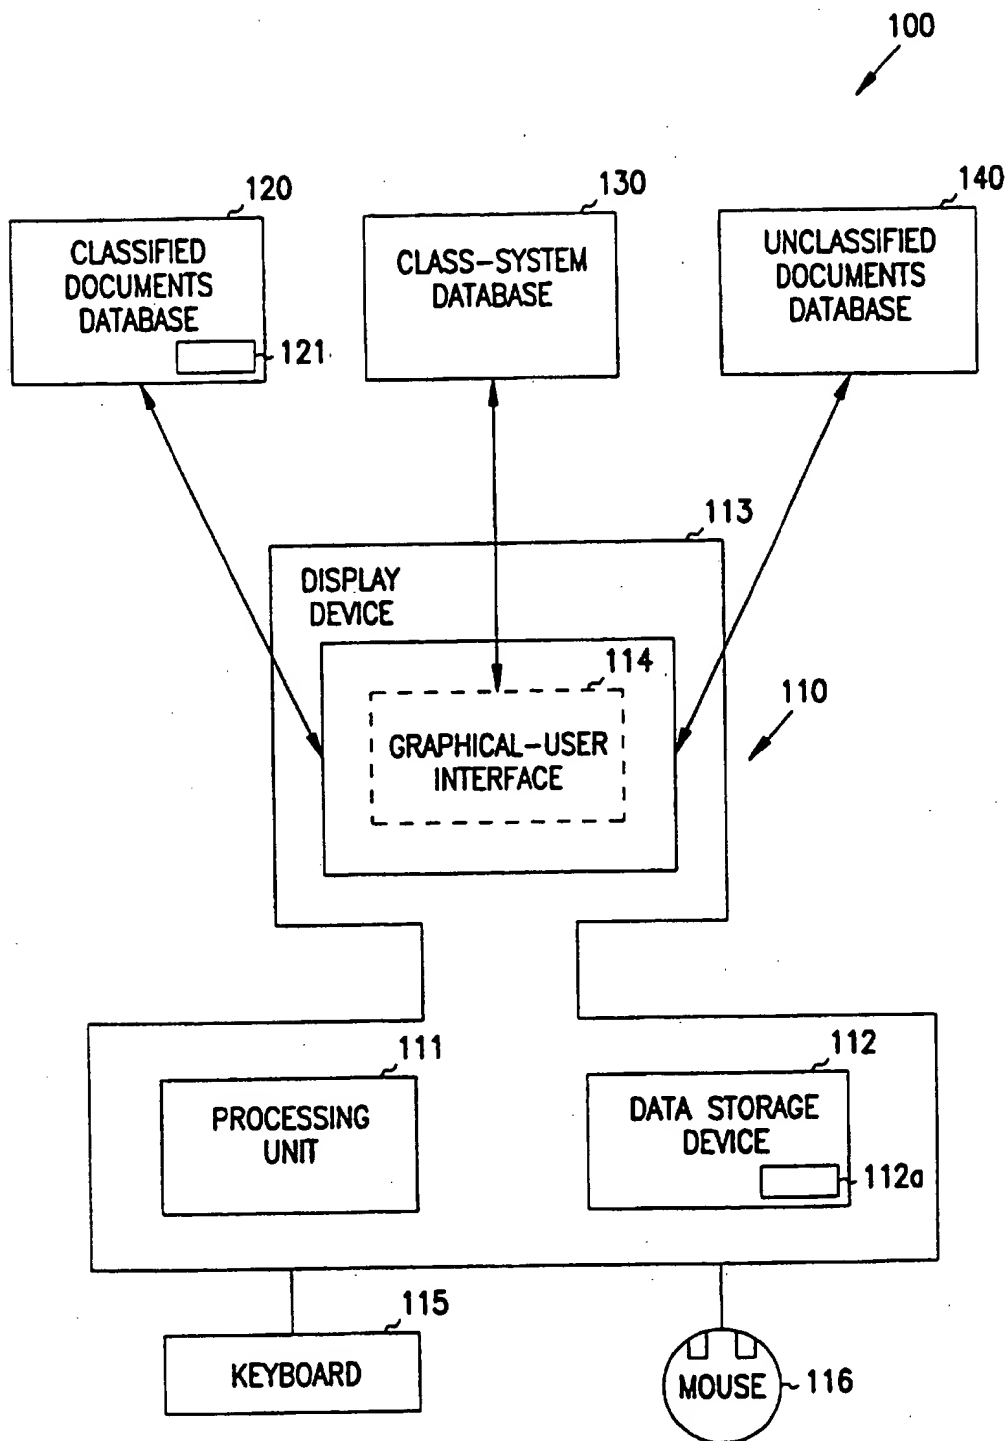 100
120
130
140
CLASSIFIED
DOCUMENTS
DATABASE
121
CLASS-SYSTEM
DATABASE
UNCLASSIFIED
DOCUMENTS
DATABASE
113
DISPLAY
DEVICE
114
GRAPHICAL-USER
INTERFACE
110
111
PROCESSING
UNIT
112
DATA STORAGE
DEVICE
112a
115
KEYBOARD
MOUSE
116